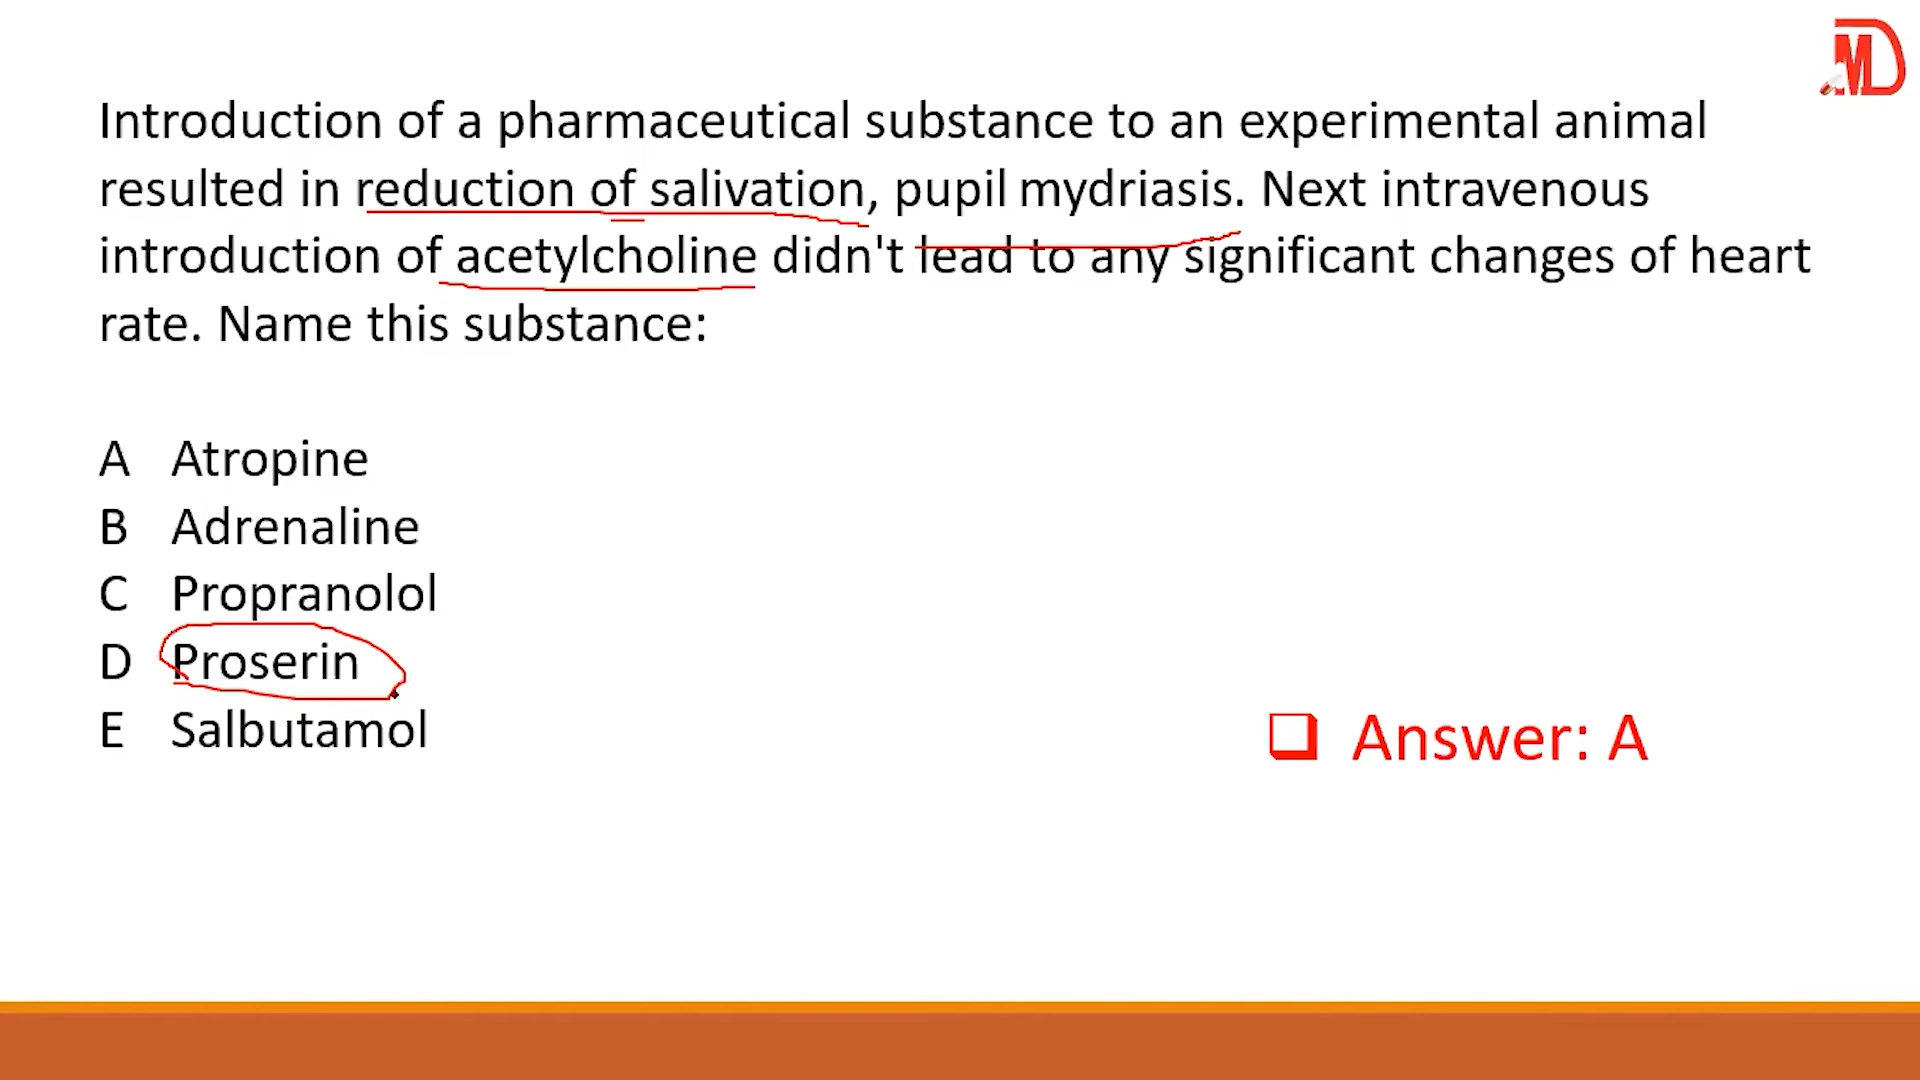 MD
Introduction of a pharmaceutical substance to an experimental animal
resulted in reduction of salivation, pupil mydriasis. Next intravenous
introduction of acetylcholine didn't lead to any significant changes of heart
rate. Name this substance:
A Atropine
B Adrenaline
C Propranolol
D Proserin
E Salbutamol
❑ Answer: A